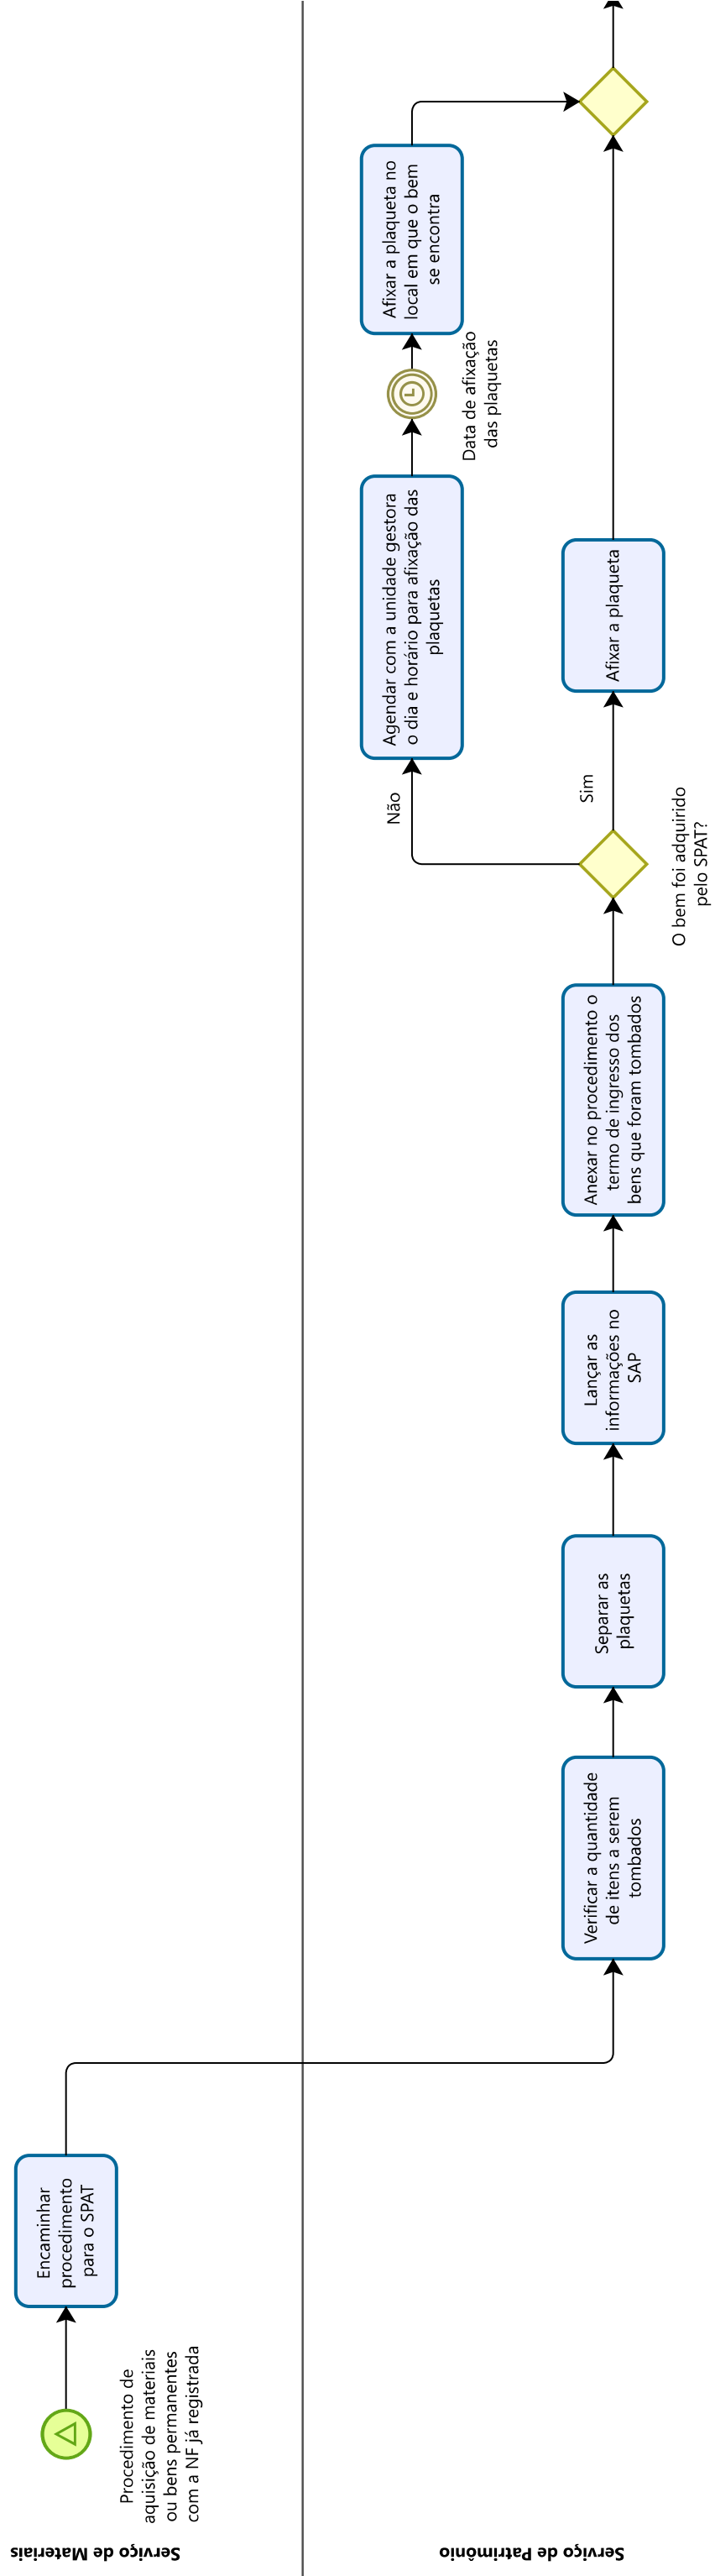 Serviço de Materiais
Procedimento de
aquisição de materiais
ou bens permanentes
com a NF já registrada
Encaminhar
procedimento
para o SPAT
Serviço de Patrimônio
Verificar a quantidade
de itens a serem
tombados
Separar as
plaquetas
Lançar as
informações no
SAP
Anexar no procedimento o
termo de ingresso dos
bens que foram tombados
O bem foi adquirido
pelo SPAT?
Não
Agendar com a unidade gestora
o dia e horário para afixação das
plaquetas
Data de afixação
das plaquetas
Afixar a plaqueta no
local em que o bem
se encontra
Sim
Afixar a plaqueta